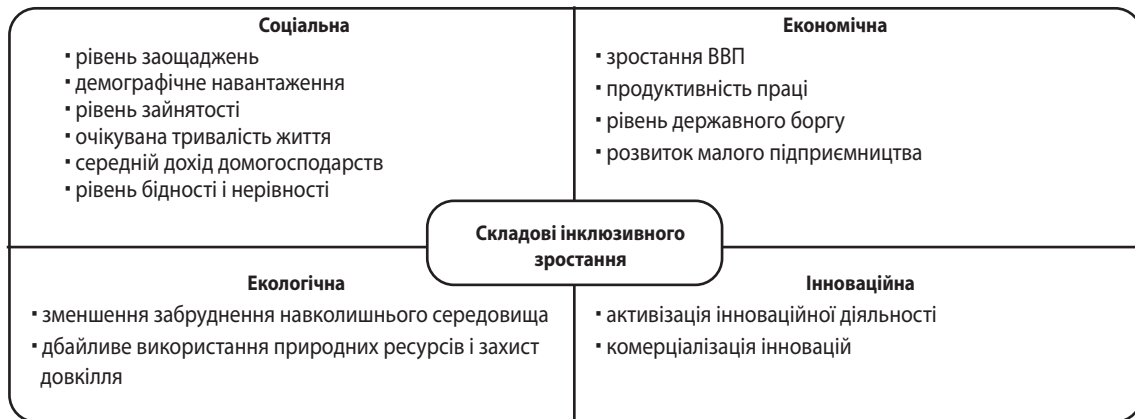 Соціальна
▪ рівень заощаджень
▪ демографічне навантаження
▪ рівень зайнятості
▪ очікувана тривалість життя
▪ середній дохід домогосподарств
▪ рівень бідності і нерівності
Економічна
▪ зростання ВВП
▪ продуктивність праці
▪ рівень державного боргу
▪ розвиток малого підприємництва
Складові інклюзивного
зростання
Екологічна
▪ зменшення забруднення навколишнього середовища
▪ дбайливе використання природних ресурсів і захист
довкілля
Інноваційна
▪ активізація інноваційної діяльності
▪ комерціалізація інновацій